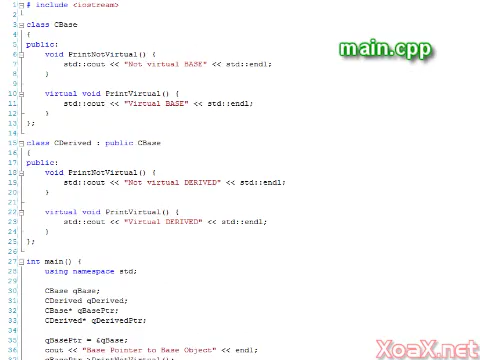 1 # include <iostream>
2
3 class CBase
4 {
5 public:
6 void PrintNotVirtual() {
7 std::cout << "Not virtual BASE" << std::endl;
8 }
9
10 virtual void PrintVirtual() {
11 std::cout << "Virtual BASE" << std::endl;
12 }
13 };
14
15 class CDerived : public CBase
16 {
17 public:
18 void PrintNotVirtual() {
19 std::cout << "Not virtual DERIVED" << std::endl;
20 }
21
22 virtual void PrintVirtual() {
23 std::cout << "Virtual DERIVED" << std::endl;
24 }
25 };
26
27 int main() {
28 using namespace std;
29
30 CBase qBase;
31 CDerived qDerived;
32 CBase* qBasePtr;
33 CDerived* qDerivedPtr;
34
35 qBasePtr = &qBase;
36 cout << "Base Pointer to Base Object" << endl;
main.cpp
XoaX.net